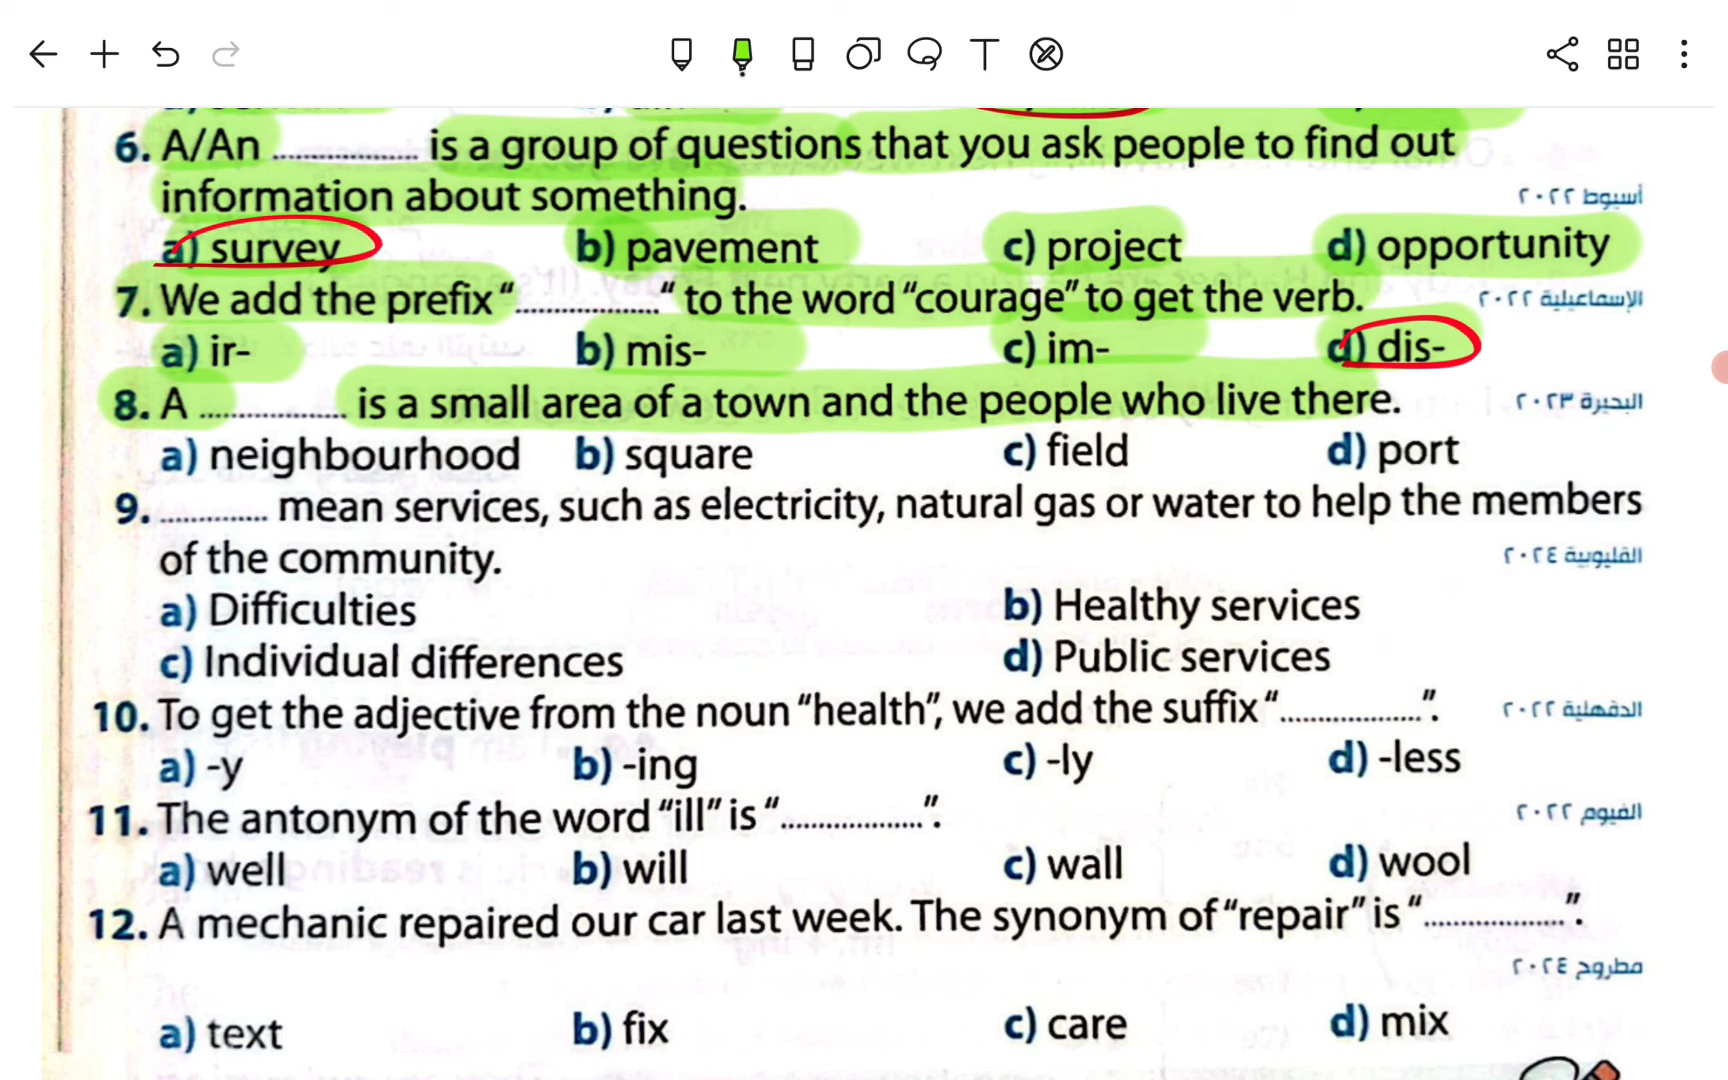 6. A/An .................. is a group of questions that you ask people to find out
information about something. أسيوط ٢٠٢٢
a) survey b) pavement c) project d) opportunity
7. We add the prefix “..................“ to the word “courage” to get the verb. الإسماعيلية ٢٠٢٢
a) ir- b) mis- c) im- d) dis-
8. A .................. is a small area of a town and the people who live there. البحيرة ٢٠٢٣
a) neighbourhood b) square c) field d) port
9. .............. mean services, such as electricity, natural gas or water to help the members
of the community. القليوبية ٢٠٢٤
a) Difficulties b) Healthy services
c) Individual differences d) Public services
10. To get the adjective from the noun “health”, we add the suffix “..................”. الدقهلية ٢٠٢٢
a) -y b) -ing c) -ly d) -less
11. The antonym of the word “ill” is “..................”. الفيوم ٢٠٢٢
a) well b) will c) wall d) wool
12. A mechanic repaired our car last week. The synonym of “repair” is “..................”.
مطروح ٢٠٢٤
a) text b) fix c) care d) mix